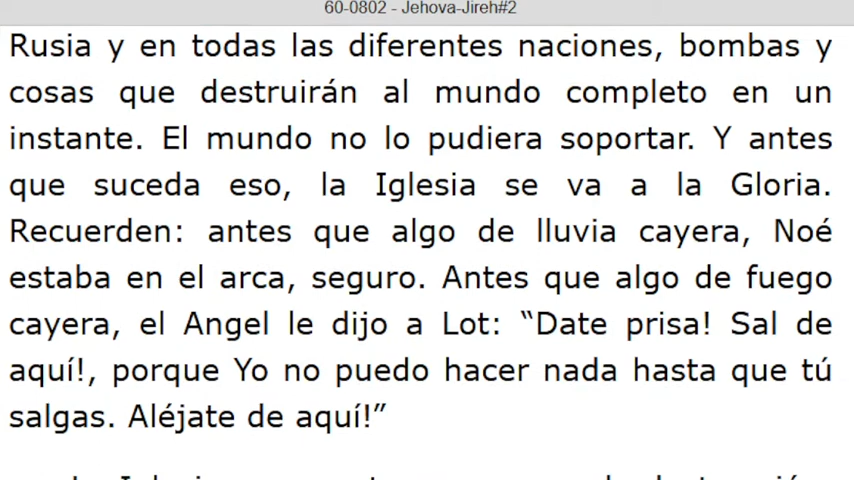 60-0802 - Jehova-Jireh#2
Rusia y en todas las diferentes naciones, bombas y
cosas que destruirán al mundo completo en un
instante. El mundo no lo pudiera soportar. Y antes
que suceda eso, la Iglesia se va a la Gloria.
Recuerden: antes que algo de lluvia cayera, Noé
estaba en el arca, seguro. Antes que algo de fuego
cayera, el Angel le dijo a Lot: “Date prisa! Sal de
aquí!, porque Yo no puedo hacer nada hasta que tú
salgas. Aléjate de aquí!”